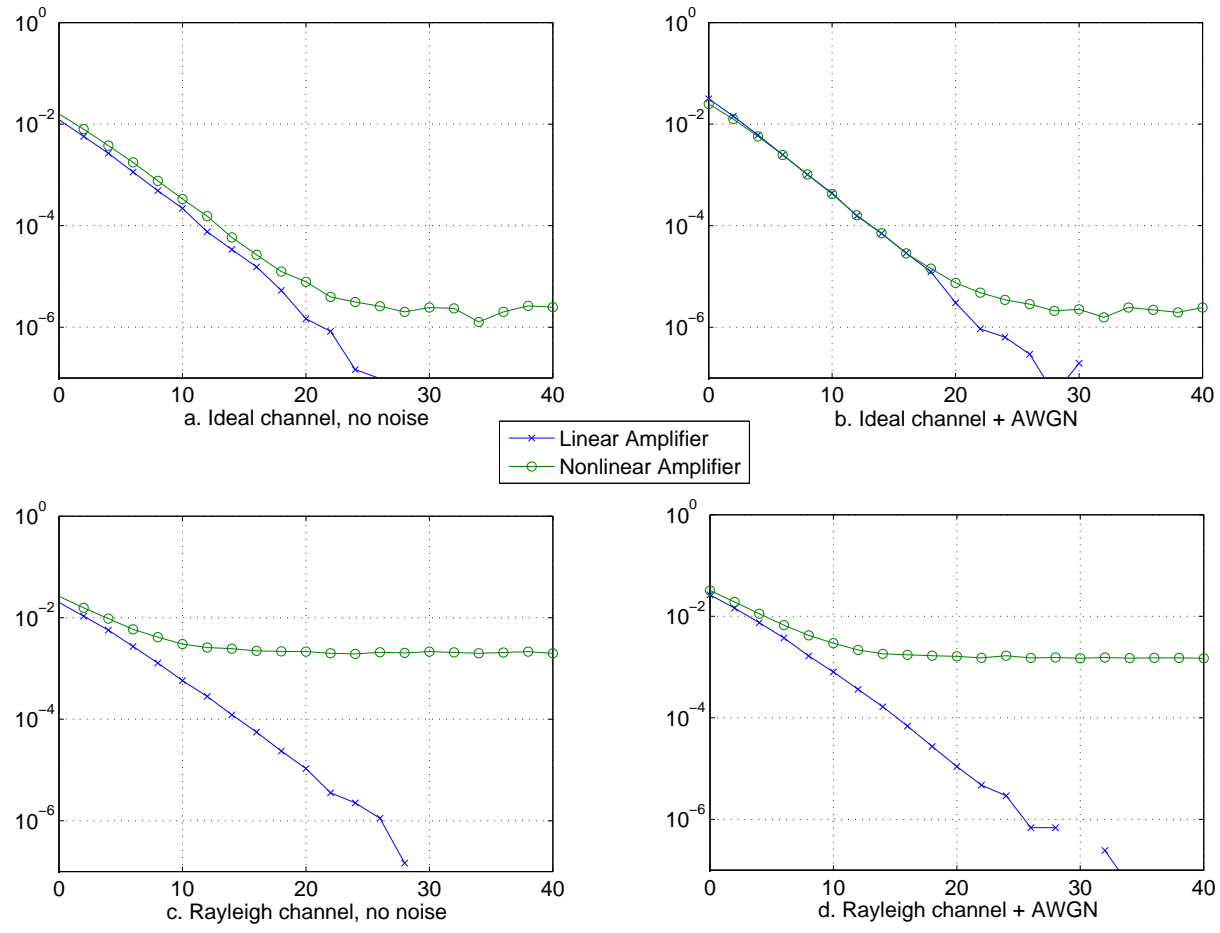 10^0
10^−2
10^−4
10^−6
0 10 20 30 40
a. Ideal channel, no noise
10^0
10^−2
10^−4
10^−6
0 10 20 30 40
b. Ideal channel + AWGN
Linear Amplifier
Nonlinear Amplifier
10^0
10^−2
10^−4
10^−6
0 10 20 30 40
c. Rayleigh channel, no noise
10^0
10^−2
10^−4
10^−6
0 10 20 30 40
d. Rayleigh channel + AWGN